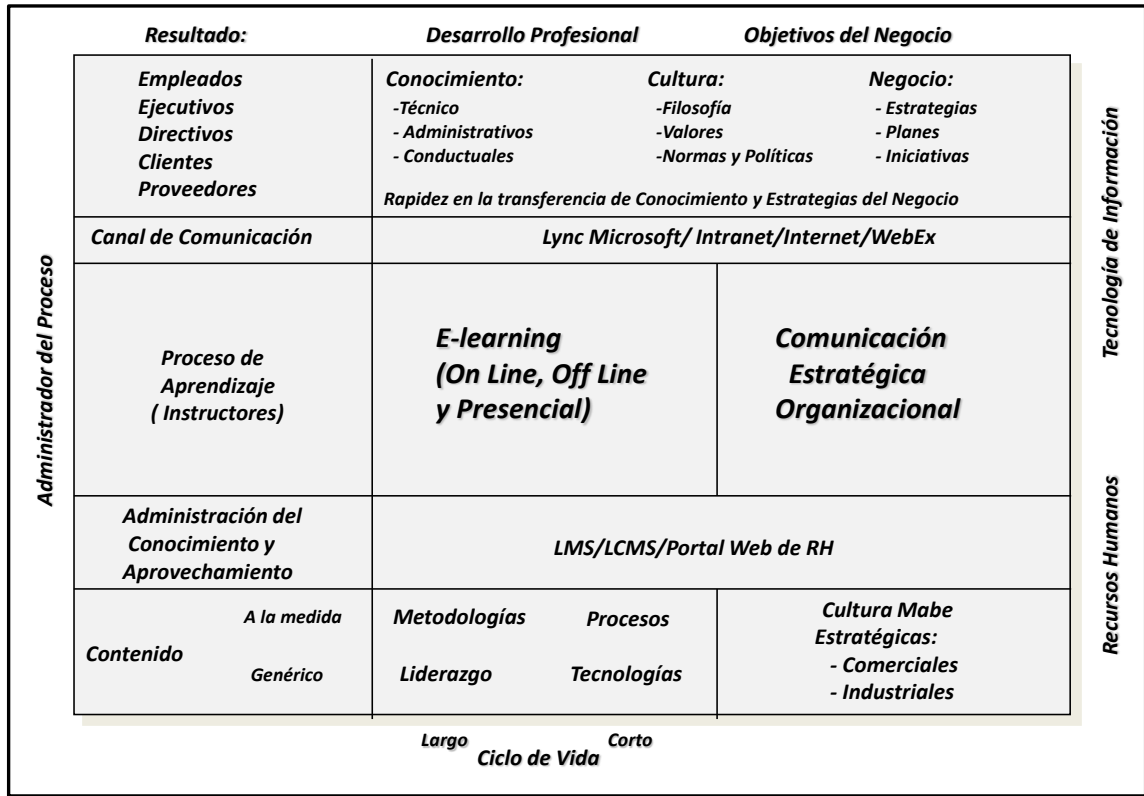 Resultado: Desarrollo Profesional Objetivos del Negocio
Empleados
Ejecutivos
Directivos
Clientes
Proveedores
Conocimiento:
-Técnico
- Administrativos
- Conductuales
Cultura:
-Filosofía
-Valores
-Normas y Políticas
Negocio:
- Estrategias
- Planes
- Iniciativas
Rapidez en la transferencia de Conocimiento y Estrategias del Negocio
Canal de Comunicación
Lync Microsoft/ Intranet/Internet/WebEx
Proceso de
Aprendizaje
( Instructores)
E-learning
(On Line, Off Line
y Presencial)
Comunicación
Estratégica
Organizacional
Administración del
Conocimiento y
Aprovechamiento
LMS/LCMS/Portal Web de RH
Contenido
A la medida
Genérico
Metodologías Procesos
Liderazgo Tecnologías
Cultura Mabe
Estratégicas:
- Comerciales
- Industriales
Largo Corto
Ciclo de Vida
Administrador del Proceso
Tecnología de Información
Recursos Humanos